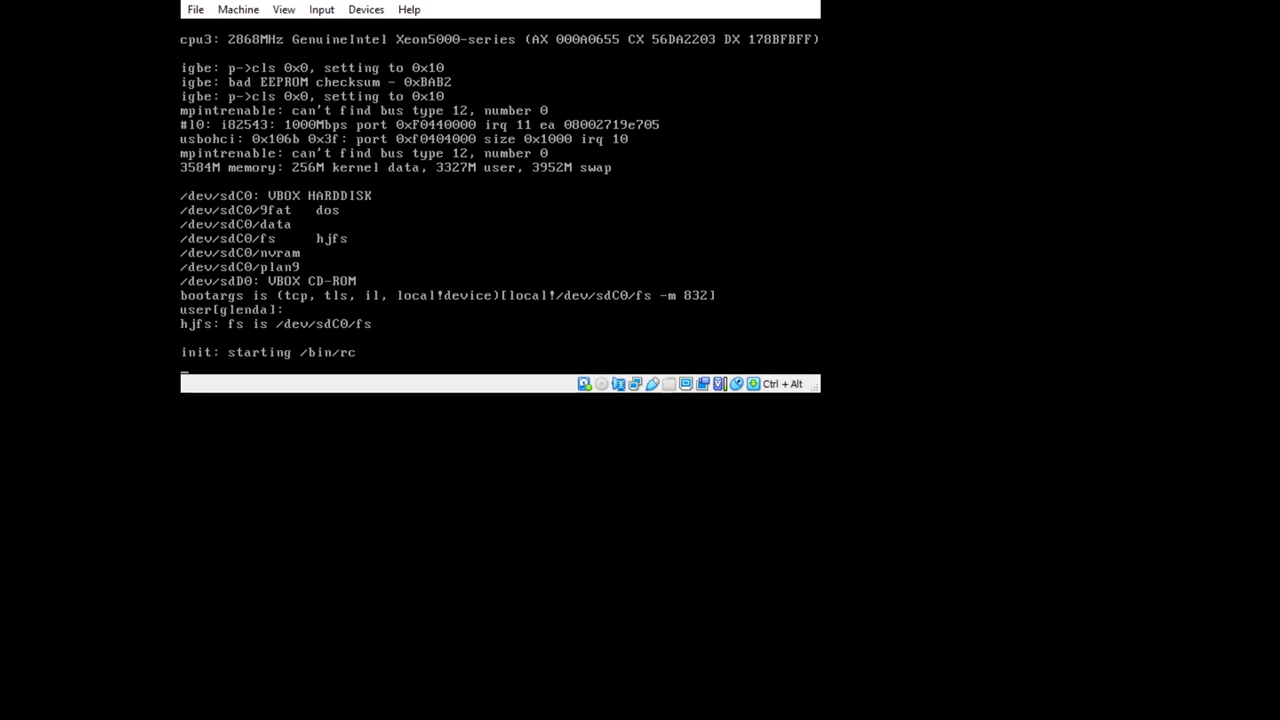 File Machine View Input Devices Help
cpu3: 2868MHz GenuineIntel Xeon5000-series (AX 000A0655 CX 56DA2203 DX 178BFBFF)
igbe: p->cls 0x0, setting to 0x10
igbe: bad EEPROM checksum - 0xBAB2
igbe: p->cls 0x0, setting to 0x10
mpintrenable: can't find bus type 12, number 0
#l0: i82543: 1000Mbps port 0xF0440000 irq 11 ea 08002719e705
usbohci: 0x106b 0x3f: port 0xf0404000 size 0x1000 irq 10
mpintrenable: can't find bus type 12, number 0
3584M memory: 256M kernel data, 3327M user, 3952M swap
/dev/sdC0: VBOX HARDDISK
/dev/sdC0/9fat dos
/dev/sdC0/data
/dev/sdC0/fs hjfs
/dev/sdC0/nvram
/dev/sdC0/plan9
/dev/sdD0: VBOX CD-ROM
bootargs is (tcp, tls, il, local!device)[local!/dev/sdC0/fs -m 832]
user[glenda]:
hjfs: fs is /dev/sdC0/fs
init: starting /bin/rc
Ctrl + Alt